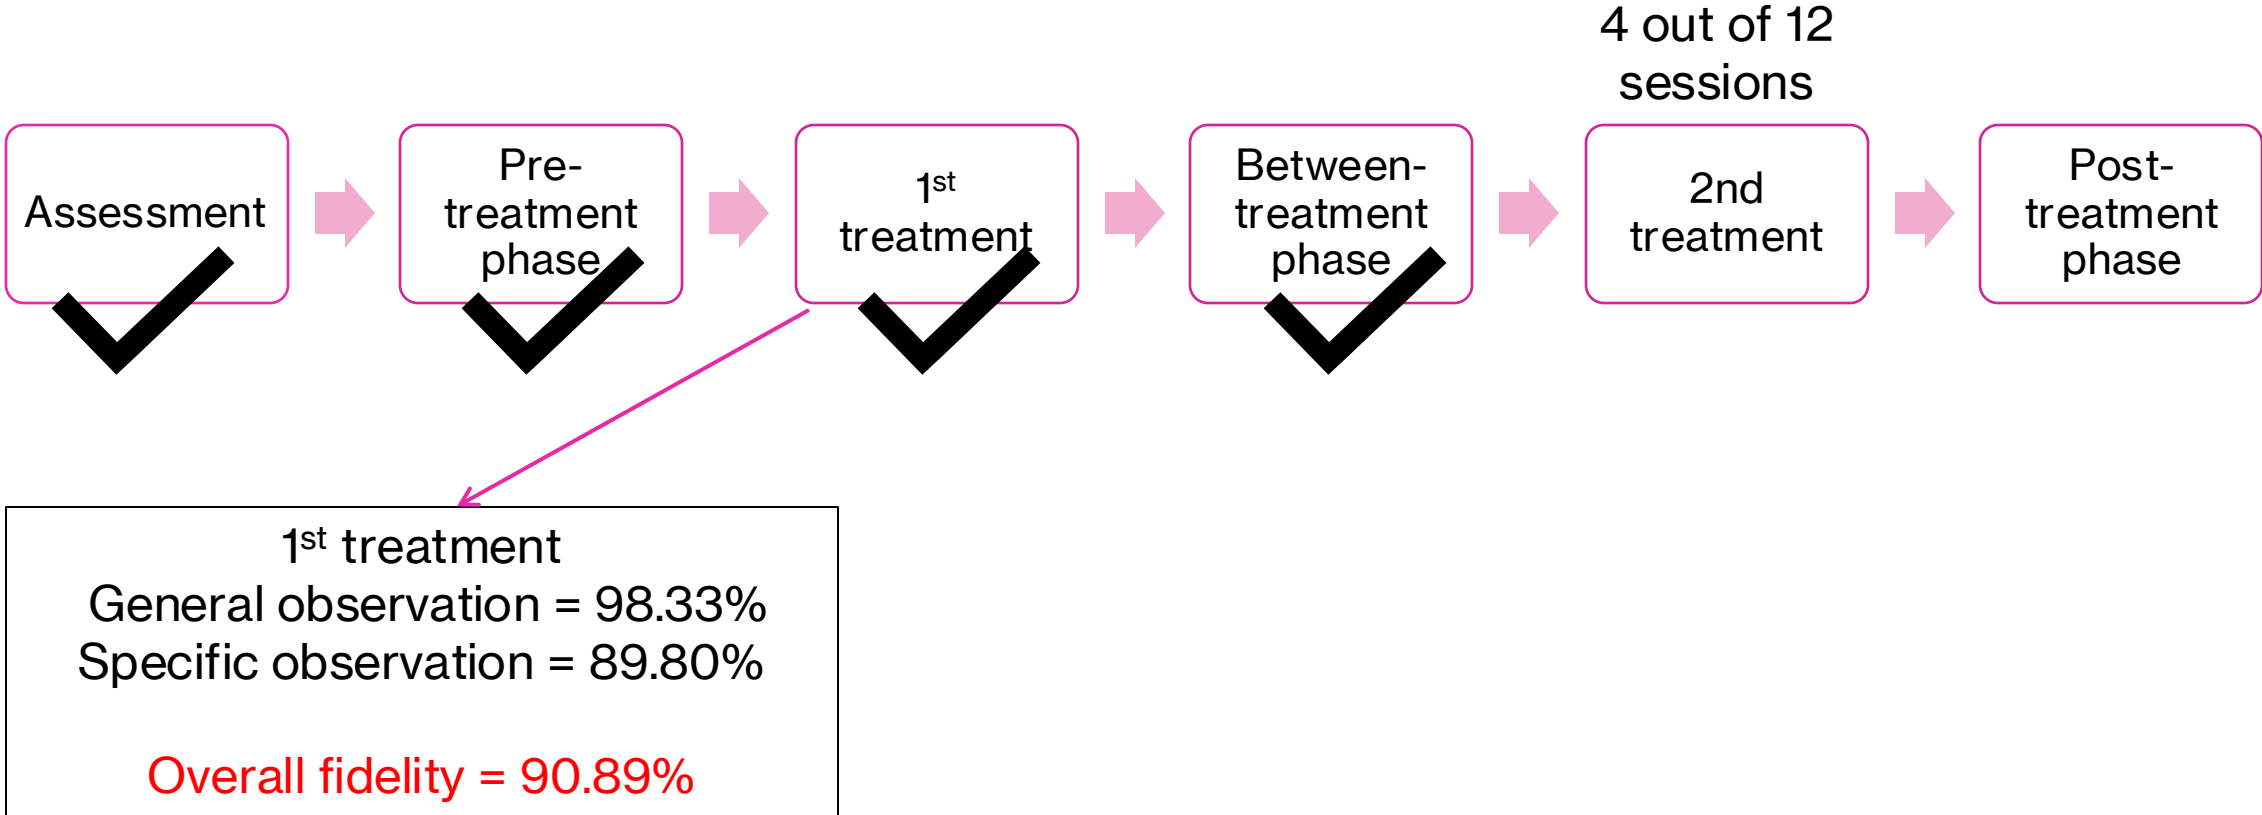 4 out of 12
sessions
Assessment
Pre-
treatment
phase
1st
treatment
Between-
treatment
phase
2nd
treatment
Post-
treatment
phase
1st treatment
General observation = 98.33%
Specific observation = 89.80%
Overall fidelity = 90.89%